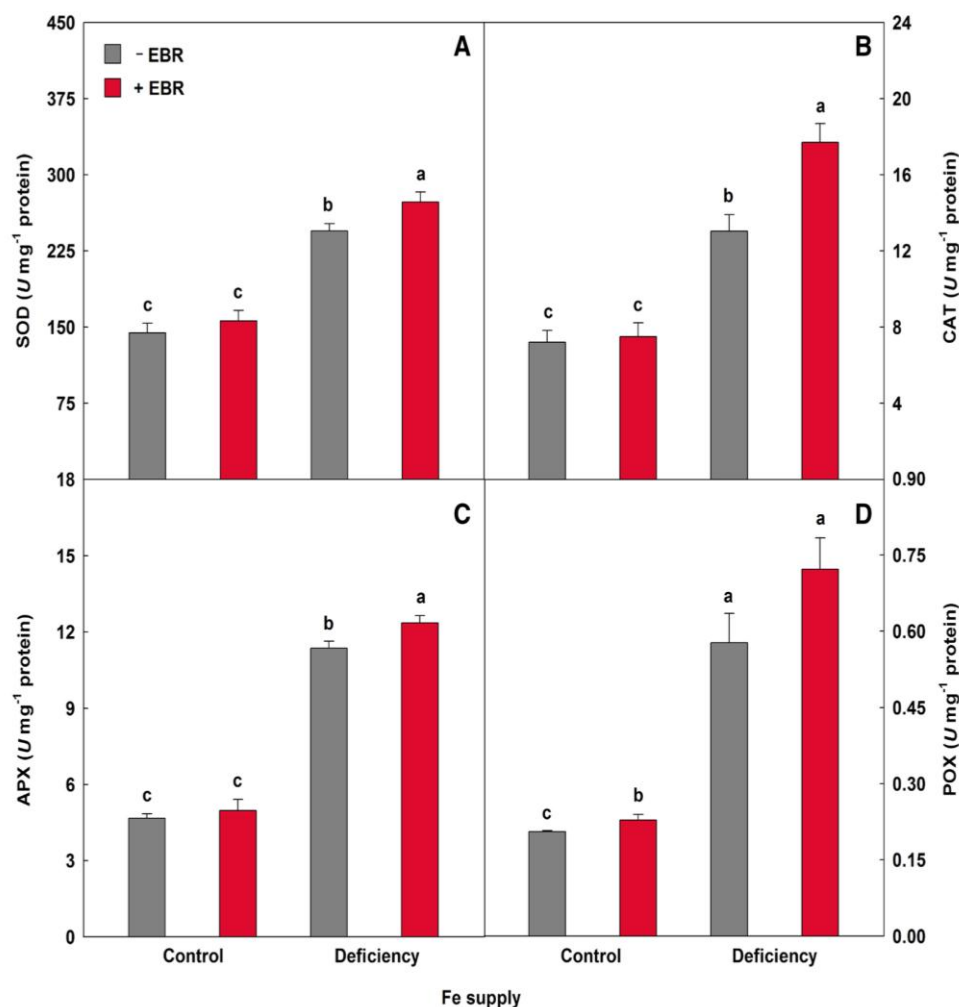 A
− EBR
+ EBR
450
375
300
225
150
75
18
SOD (U mg⁻¹ protein)
c
c
b
a
B
24
20
16
12
8
4
0.90
CAT (U mg⁻¹ protein)
c
c
b
a
C
15
12
9
6
3
0
APX (U mg⁻¹ protein)
c
c
b
a
Control
Deficiency
D
0.75
0.60
0.45
0.30
0.15
0.00
POX (U mg⁻¹ protein)
c
b
a
a
Control
Deficiency
Fe supply